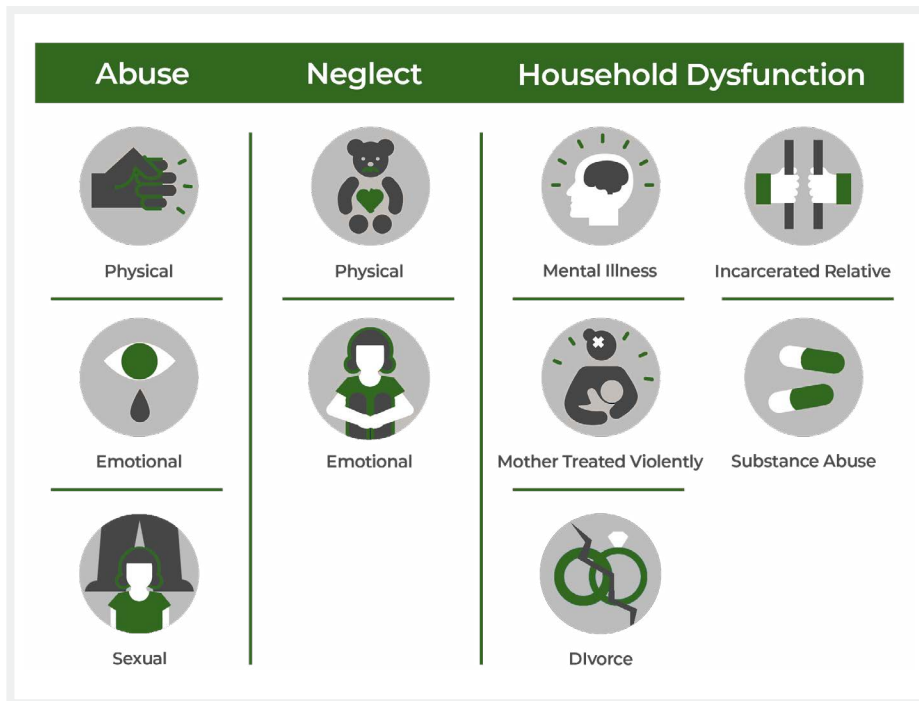 Abuse
Neglect
Household Dysfunction
Physical
Physical
Mental Illness
Incarcerated Relative
Emotional
Emotional
Mother Treated Violently
Substance Abuse
Sexual
DIvorce